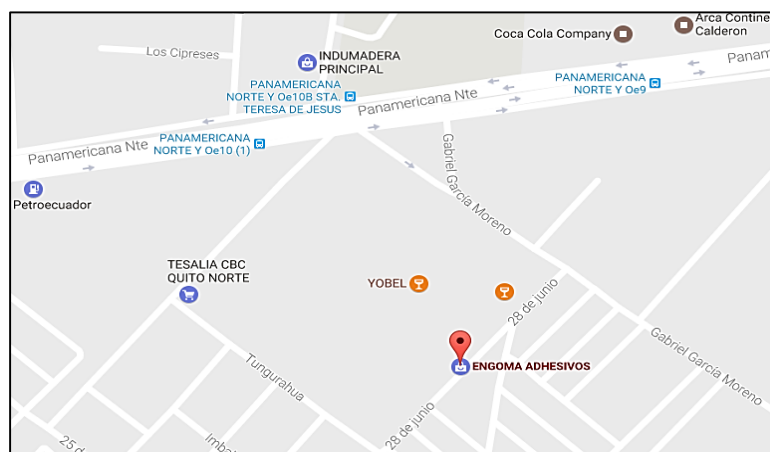 Arca Contine
Calderon
Coca Cola Company
Los Cipreses
INDUMADERA
PRINCIPAL
PANAMERICANA
NORTE Y Oe10B STA.
TERESA DE JESUS
PANAMERICANA
NORTE Y Oe9
Panam
Panamericana Nte
PANAMERICANA
NORTE Y Oe10 (1)
Panamericana Nte
Gabriel García Moreno
Petroecuador
TESALIA CBC
QUITO NORTE
YOBEL
28 de junio
Gabriel García Moreno
ENGOMA ADHESIVOS
Tungurahua
28 de junio
25 d
Imba